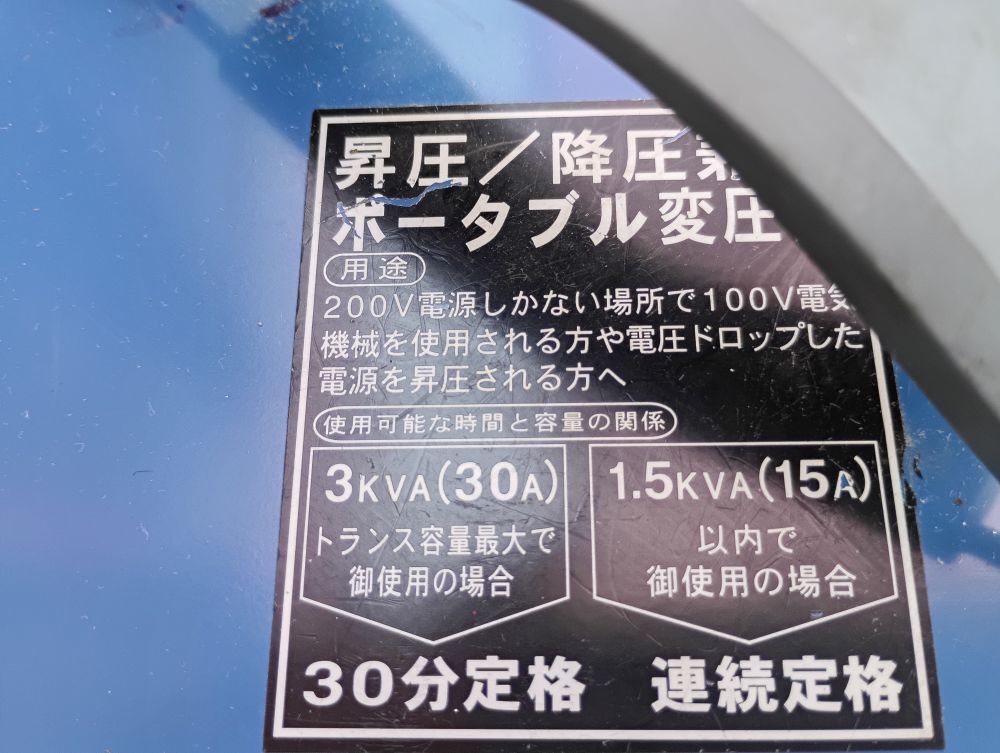 昇圧／降圧兼
ポータブル変圧
用途
200V電源しかない場所で100V電気
機械を使用される方や電圧ドロップした
電源を昇圧される方へ
使用可能な時間と容量の関係
3KVA(30A)
トランス容量最大で
御使用の場合
30分定格
1.5KVA(15A)
以内で
御使用の場合
連続定格